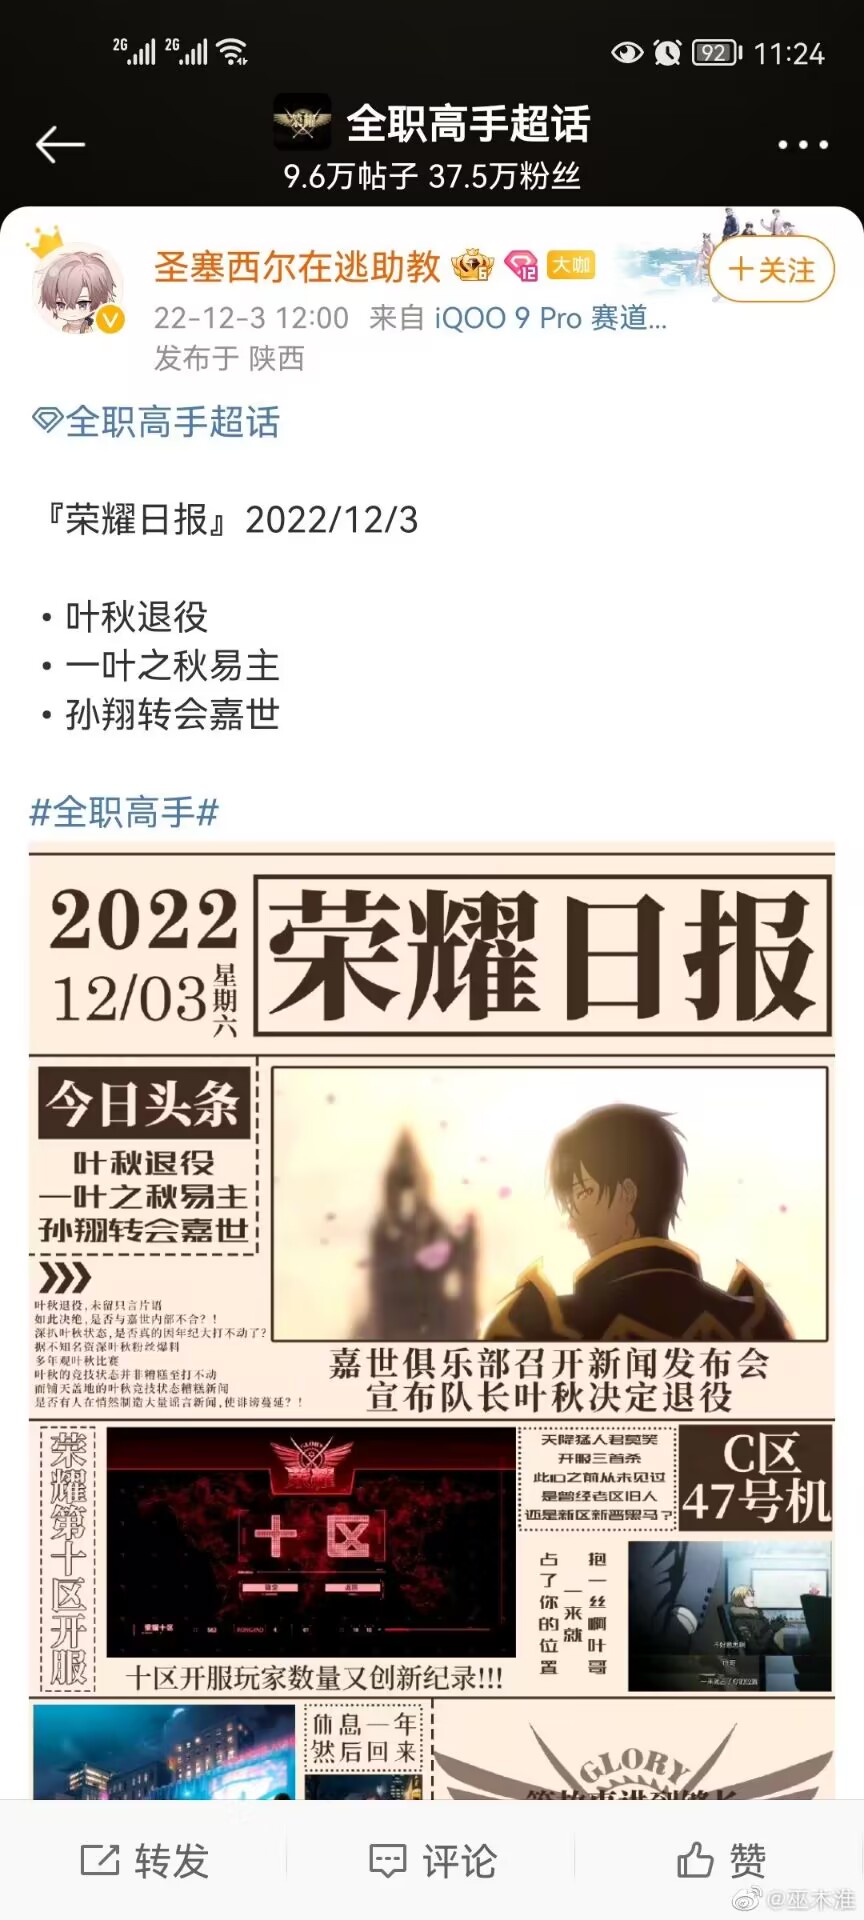 2G 2G 92 11:24
全职高手超话
9.6万帖子 37.5万粉丝
圣塞西尔在逃助教 6 12 大咖
+关注
22-12-3 12:00 来自 iQOO 9 Pro 赛道...
发布于 陕西
全职高手超话
『荣耀日报』2022/12/3
·叶秋退役
·一叶之秋易主
·孙翔转会嘉世
#全职高手#
2022
12/03
星期六
荣耀日报
今日头条
叶秋退役
一叶之秋易主
孙翔转会嘉世
叶秋退役，未留只言片语
如此决绝，是否与嘉世内部不合？！
深扒叶秋状态，是否真的因年纪大打不动了？
据不知名资深叶秋粉丝爆料
多年观叶秋比赛
叶秋的竞技状态并非糟糕至打不动
而铺天盖地的叶秋竞技状态糟糕新闻
是否有人在悄然制造大量谣言新闻，使诽谤蔓延？！
嘉世俱乐部召开新闻发布会
宣布队长叶秋决定退役
荣耀第十区开服
GLORY
荣耀
十区
荣耀十区
十区开服玩家数量又创新纪录!!!
天降猛人君莫笑
开服三首杀
此ID之前从未见过
是曾经老区旧人
还是新区新晋黑马？
C区
47号机
抱一丝啊叶哥
一来就
占了你的位置
休息一年
然后回来
GLORY
转发
评论
赞
@巫木淮